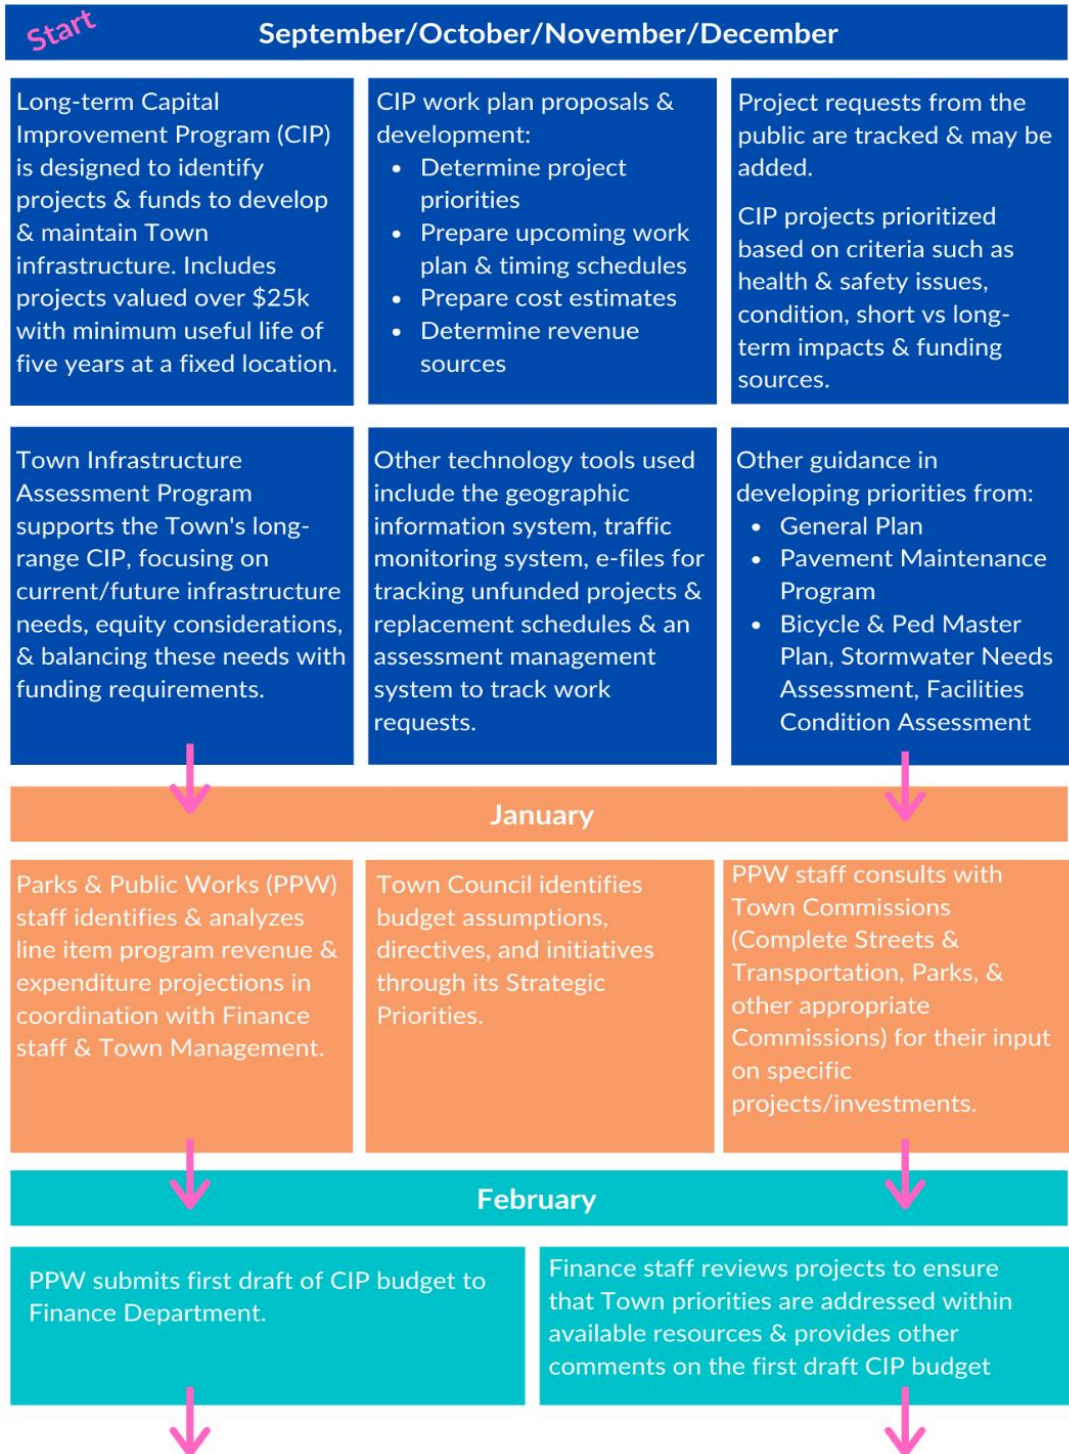 Start
September/October/November/December
Long-term Capital
Improvement Program (CIP)
is designed to identify
projects & funds to develop
& maintain Town
infrastructure. Includes
projects valued over $25k
with minimum useful life of
five years at a fixed location.
CIP work plan proposals &
development:
• Determine project
priorities
• Prepare upcoming work
plan & timing schedules
• Prepare cost estimates
• Determine revenue
sources
Project requests from the
public are tracked & may be
added.
CIP projects prioritized
based on criteria such as
health & safety issues,
condition, short vs long-
term impacts & funding
sources.
Town Infrastructure
Assessment Program
supports the Town's long-
range CIP, focusing on
current/future infrastructure
needs, equity considerations,
& balancing these needs with
funding requirements.
Other technology tools used
include the geographic
information system, traffic
monitoring system, e-files for
tracking unfunded projects &
replacement schedules & an
assessment management
system to track work
requests.
Other guidance in
developing priorities from:
• General Plan
• Pavement Maintenance
Program
• Bicycle & Ped Master
Plan, Stormwater Needs
Assessment, Facilities
Condition Assessment
January
Parks & Public Works (PPW)
staff identifies & analyzes
line item program revenue &
expenditure projections in
coordination with Finance
staff & Town Management.
Town Council identifies
budget assumptions,
directives, and initiatives
through its Strategic
Priorities.
PPW staff consults with
Town Commissions
(Complete Streets &
Transportation, Parks, &
other appropriate
Commissions) for their input
on specific
projects/investments.
February
PPW submits first draft of CIP budget to
Finance Department.
Finance staff reviews projects to ensure
that Town priorities are addressed within
available resources & provides other
comments on the first draft CIP budget